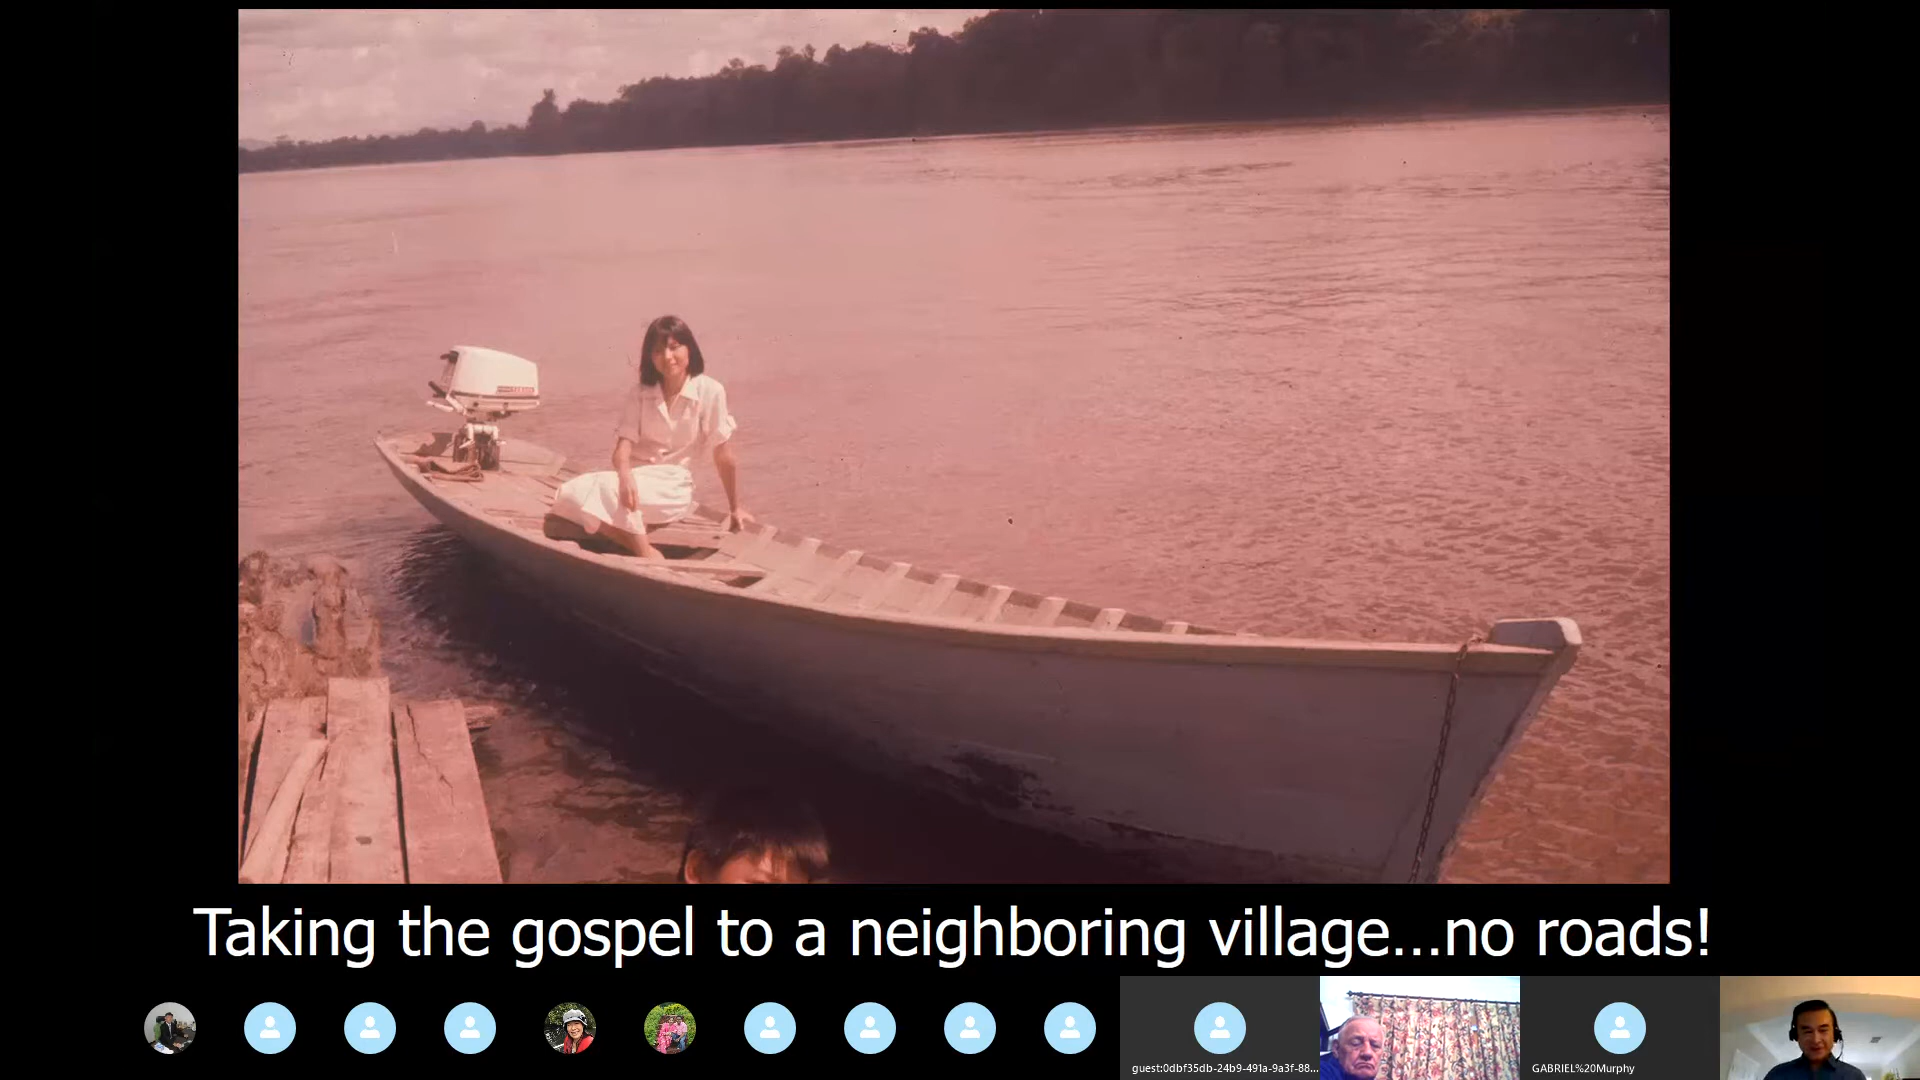 Taking the gospel to a neighboring village...no roads!
guest:0dbf35db-24b9-491a-9a3f-88...
GABRIEL%20Murphy